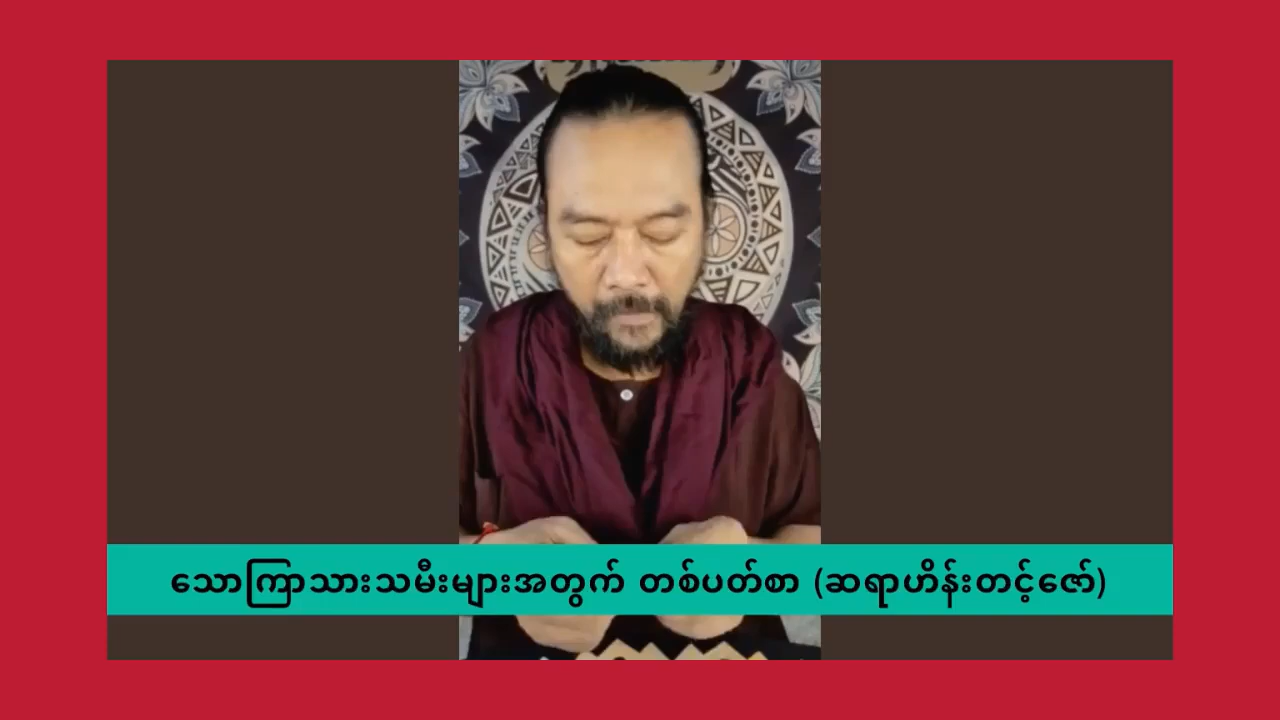 သောကြာသားသမီးများအတွက် တစ်ပတ်စာ (ဆရာဟိန်းတင့်ဇော်)